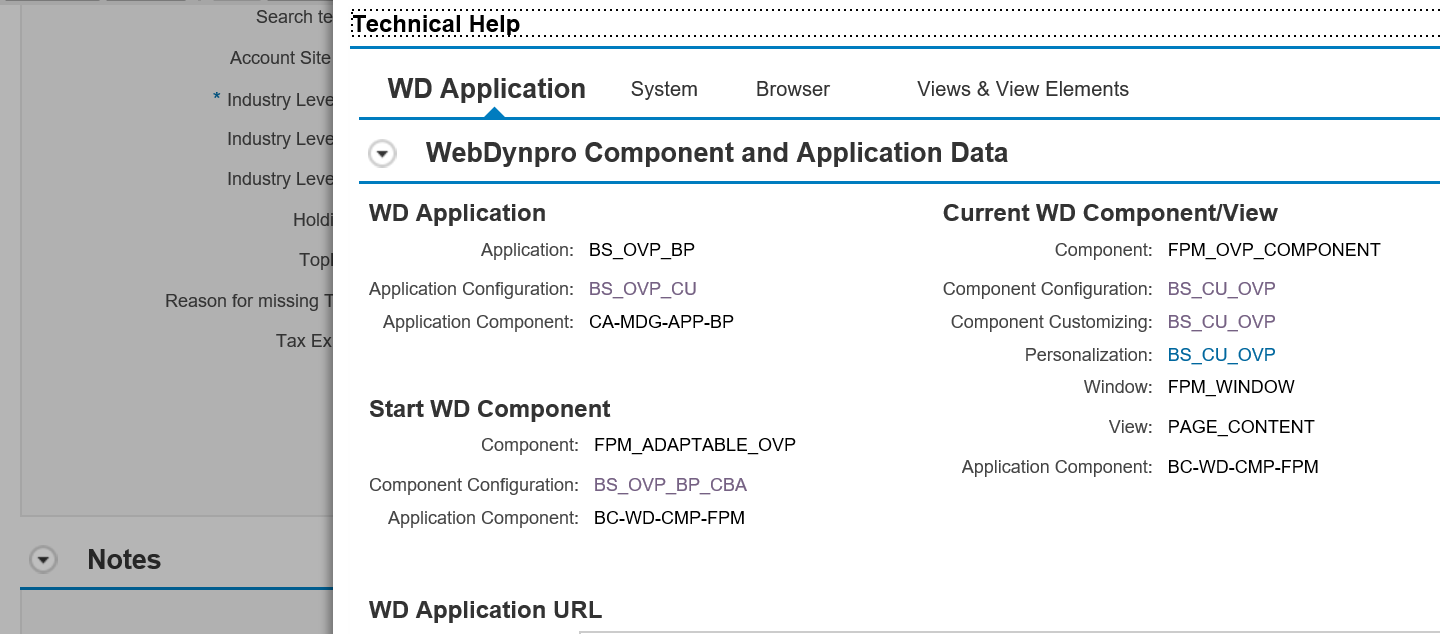 Technical Help
WD Application System Browser Views & View Elements
WebDynpro Component and Application Data
WD Application
Application: BS_OVP_BP
Application Configuration: BS_OVP_CU
Application Component: CA-MDG-APP-BP
Start WD Component
Component: FPM_ADAPTABLE_OVP
Component Configuration: BS_OVP_BP_CBA
Application Component: BC-WD-CMP-FPM
Current WD Component/View
Component: FPM_OVP_COMPONENT
Component Configuration: BS_CU_OVP
Component Customizing: BS_CU_OVP
Personalization: BS_CU_OVP
Window: FPM_WINDOW
View: PAGE_CONTENT
Application Component: BC-WD-CMP-FPM
WD Application URL
Search te
Account Site
* Industry Leve
Industry Leve
Industry Leve
Holdi
Reason for missing T
Tax Ex
Notes